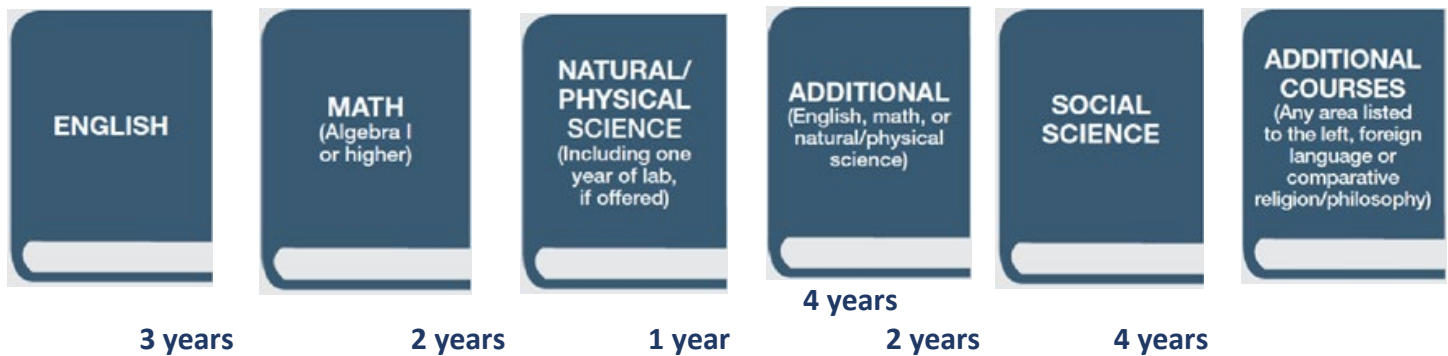 ENGLISH
MATH
(Algebra I
or higher)
NATURAL/
PHYSICAL
SCIENCE
(Including one
year of lab,
if offered)
ADDITIONAL
(English, math, or
natural/physical
science)
SOCIAL
SCIENCE
ADDITIONAL
COURSES
(Any area listed
to the left, foreign
language or
comparative
religion/philosophy)
4 years
3 years 2 years 1 year 2 years 4 years